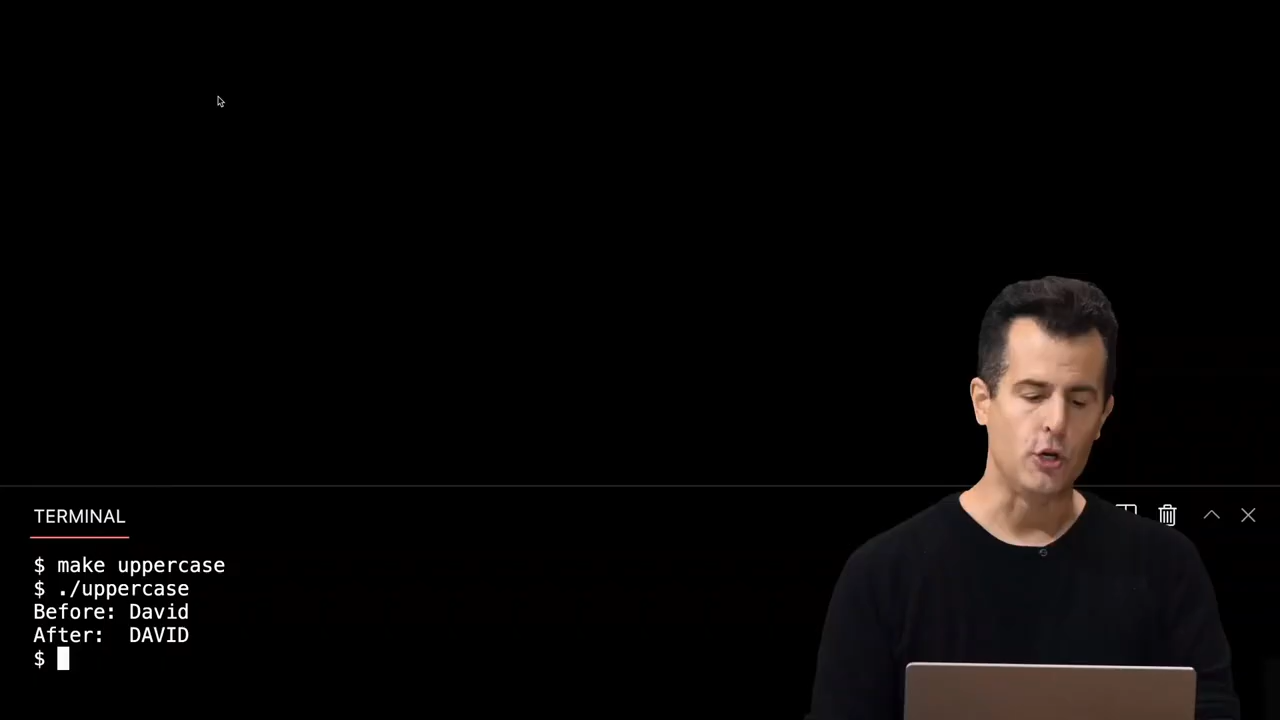 TERMINAL
$ make uppercase
$ ./uppercase
Before: David
After:  DAVID
$